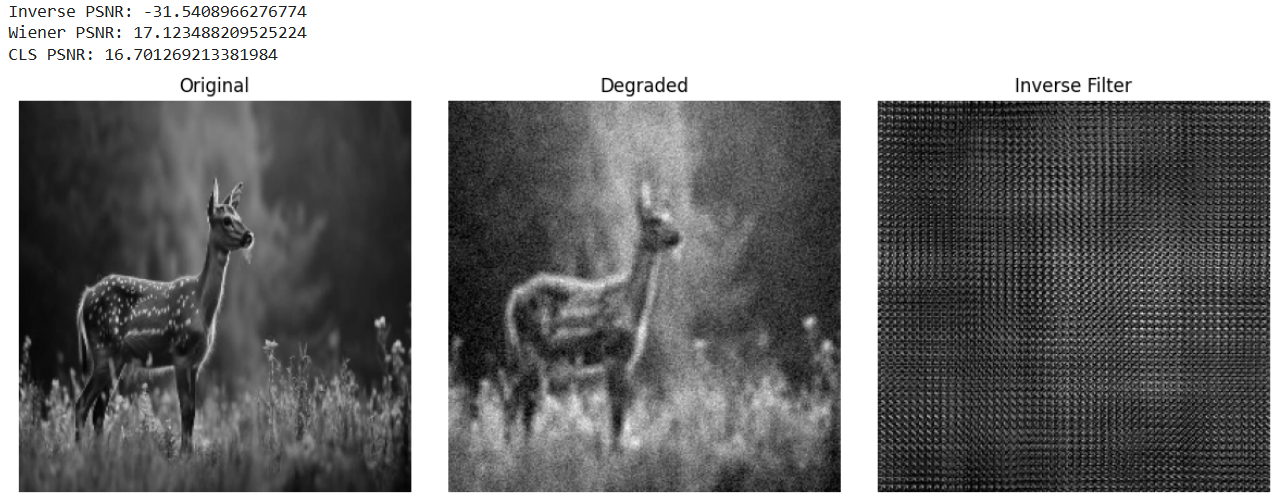 Inverse PSNR: -31.5408966276774
Wiener PSNR: 17.123488209525224
CLS PSNR: 16.701269213381984
Original
Degraded
Inverse Filter